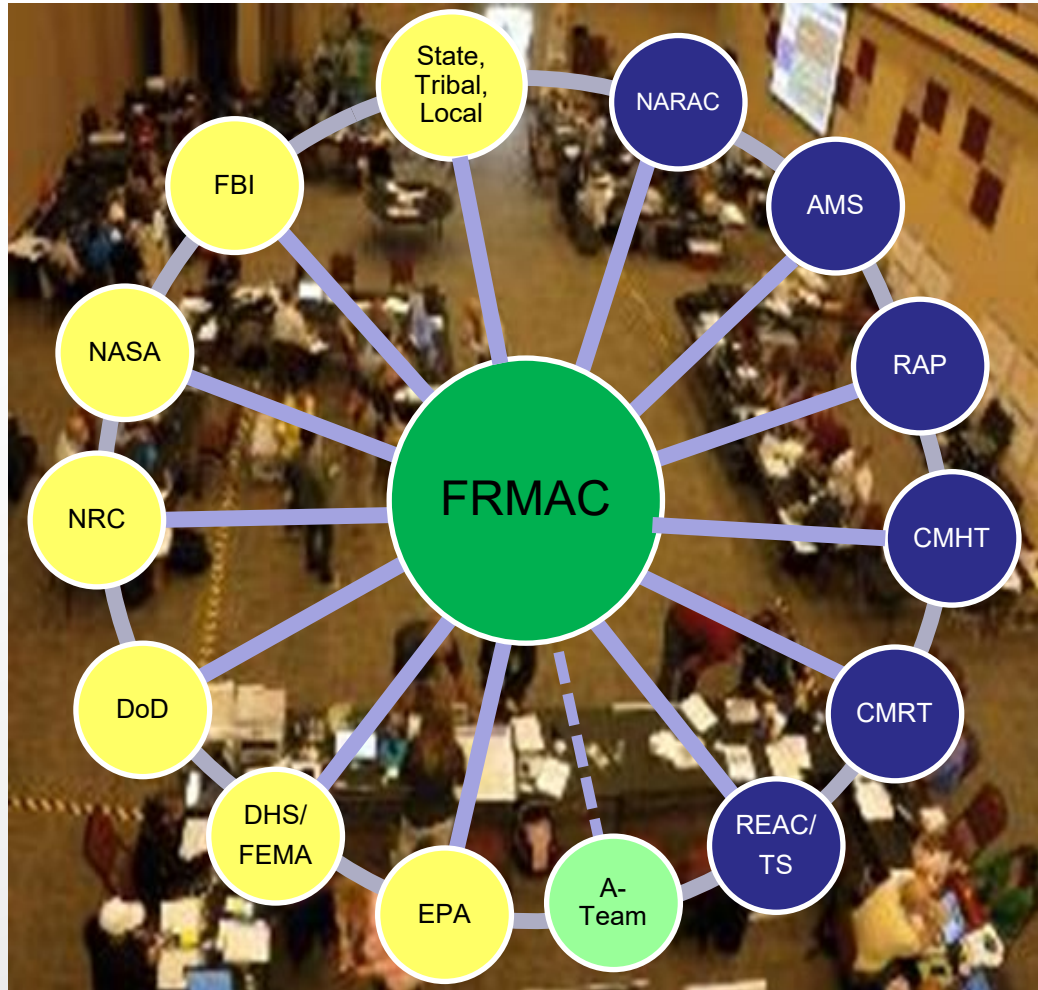 State,
Tribal,
Local
NARAC
FBI
AMS
NASA
RAP
FRMAC
NRC
CMHT
DoD
CMRT
DHS/
FEMA
REAC/
TS
EPA
A-
Team